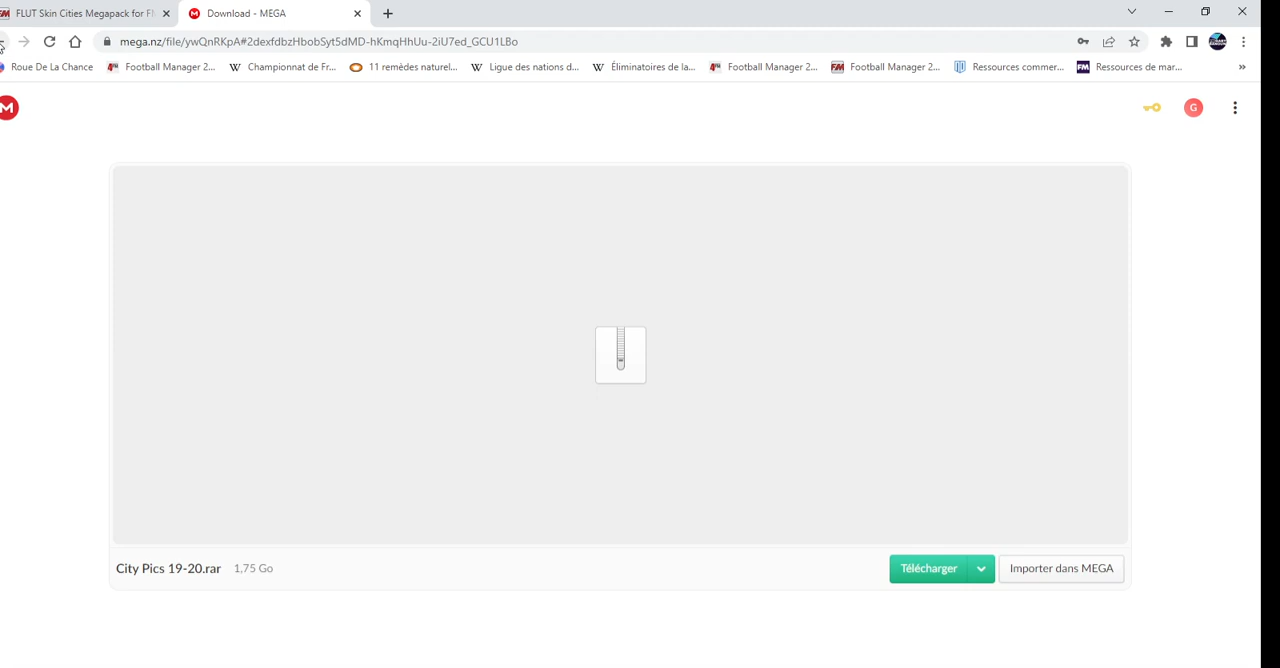 FLUT Skin Cities Megapack for FM
Download - MEGA
mega.nz/file/ywQnRKpA#2dexfdbzHbobSyt5dMD-hKmqHhUu-2iU7ed_GCU1LBo
Roue De La Chance
Football Manager 2...
Championnat de Fr...
11 remèdes naturel...
Ligue des nations d...
Éliminatoires de la...
Football Manager 2...
Football Manager 2...
Ressources commer...
FM
Ressources de mar...
M
G
City Pics 19-20.rar
1,75 Go
Télécharger
Importer dans MEGA